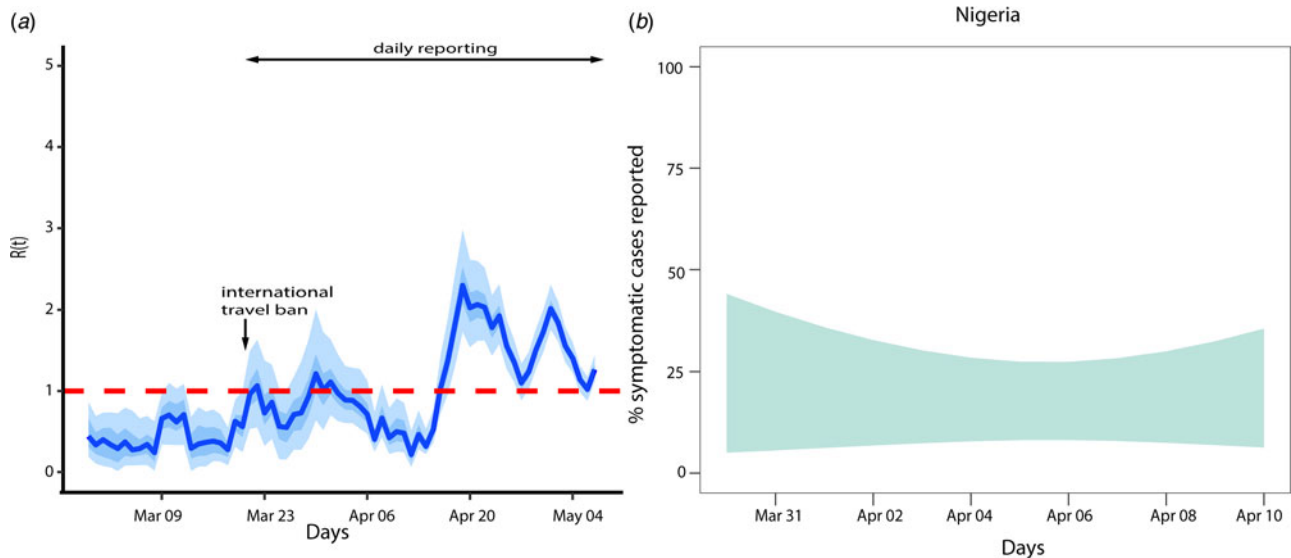 (a)
daily reporting
5
4
3
2
1
0
R(t)
international
travel ban
Mar 09
Mar 23
Apr 06
Apr 20
May 04
Days
(b)
Nigeria
100
75
50
25
0
% symptomatic cases reported
Mar 31
Apr 02
Apr 04
Apr 06
Apr 08
Apr 10
Days